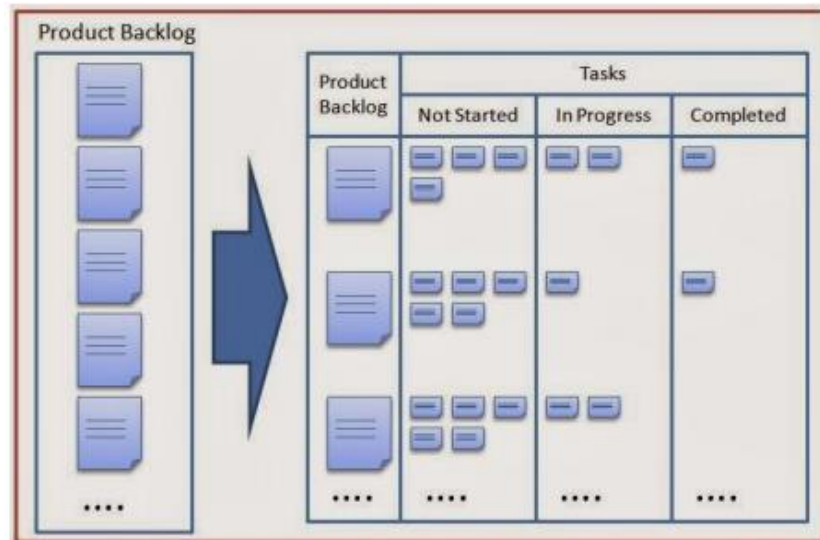 Product Backlog
Product
Backlog
Tasks
Not Started
In Progress
Completed
....
....
....
....
....